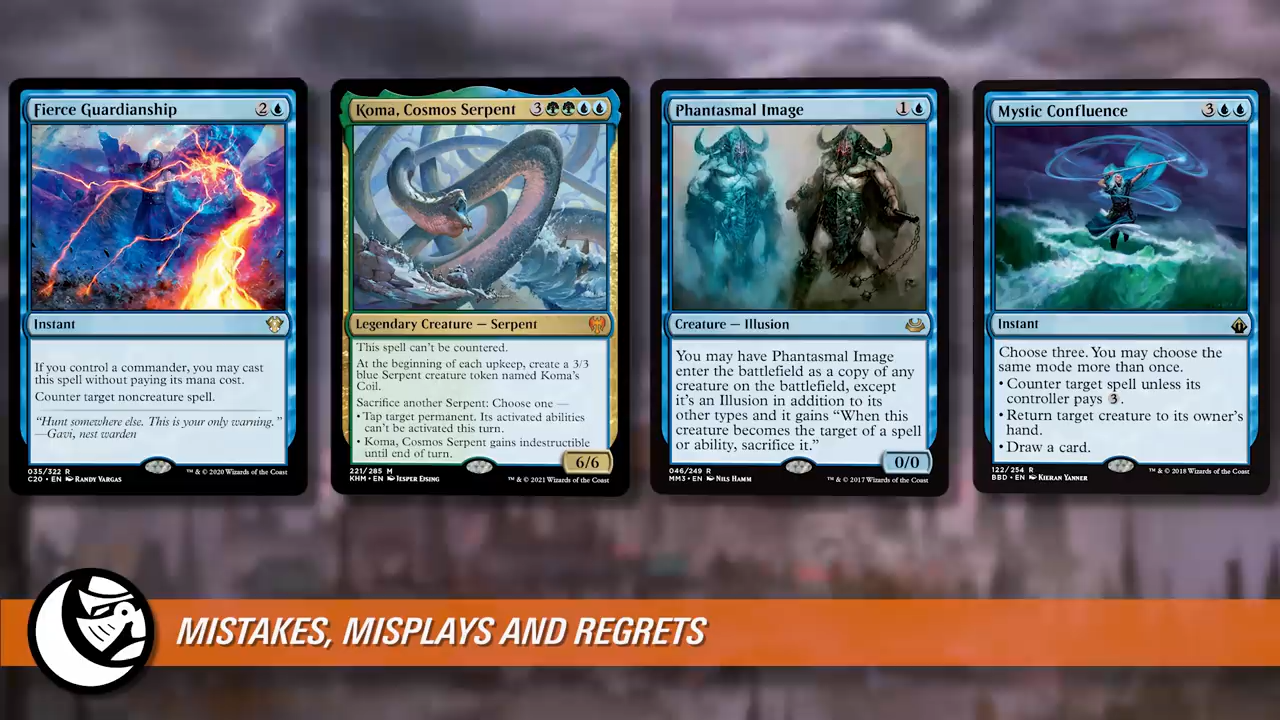 Fierce Guardianship 2
Instant
If you control a commander, you may cast
this spell without paying its mana cost.
Counter target noncreature spell.
"Hunt somewhere else. This is your only warning."
—Gavi, nest warden
035/322 R
C20 • EN RANDY VARGAS
™ & © 2020 Wizards of the Coast
Koma, Cosmos Serpent 3
Legendary Creature — Serpent
This spell can't be countered.
At the beginning of each upkeep, create a 3/3
blue Serpent creature token named Koma's
Coil.
Sacrifice another Serpent: Choose one —
• Tap target permanent. Its activated abilities
can't be activated this turn.
• Koma, Cosmos Serpent gains indestructible
until end of turn.
6/6
221/285 M
KHM • EN JESPER EJSING
™ & © 2021 Wizards of the Coast
Phantasmal Image 1
Creature — Illusion
You may have Phantasmal Image
enter the battlefield as a copy of any
creature on the battlefield, except
it's an Illusion in addition to its
other types and it gains "When this
creature becomes the target of a spell
or ability, sacrifice it."
0/0
046/249 R
MM3 • EN NILS HAMM
™ & © 2017 Wizards of the Coast
Mystic Confluence 3
Instant
Choose three. You may choose the
same mode more than once.
• Counter target spell unless its
controller pays 3.
• Return target creature to its owner's
hand.
• Draw a card.
122/254 R
BBD • EN KIERAN YANNER
™ & © 2018 Wizards of the Coast
MISTAKES, MISPLAYS AND REGRETS